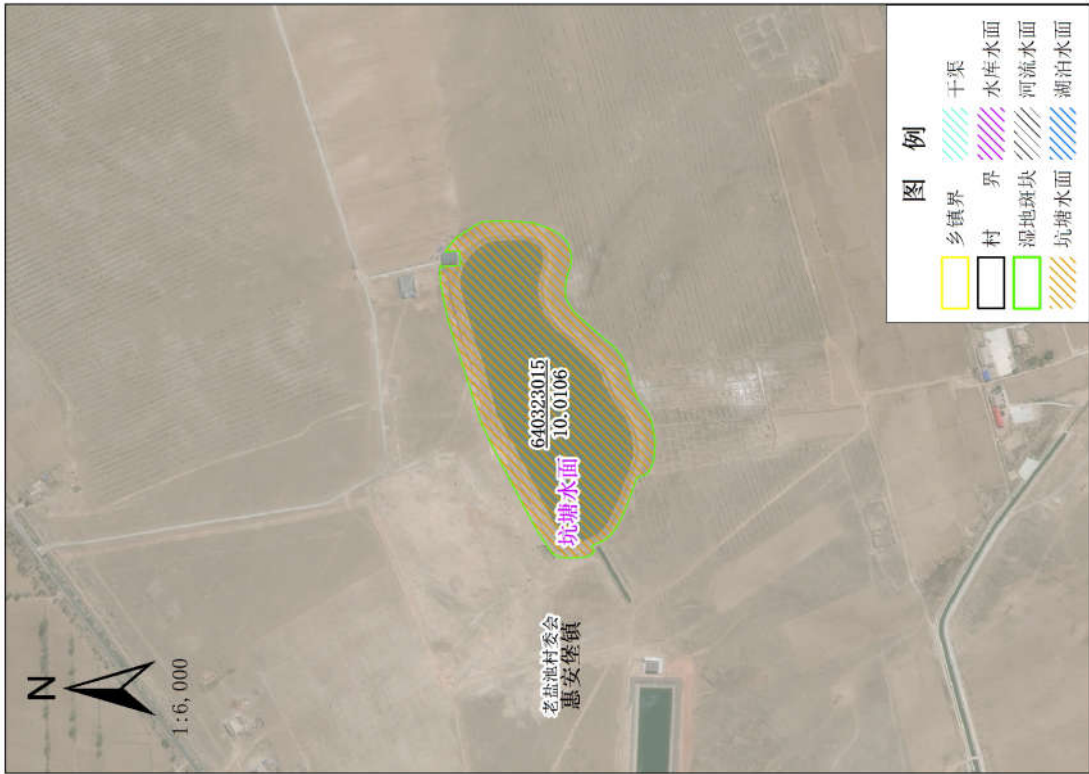 N
1:6,000
640323015
10.0106
坑塘水面
老盐池村委会
惠安堡镇
图 例
乡镇界 干渠
村 界 水库水面
湿地斑块 河流水面
坑塘水面 湖泊水面